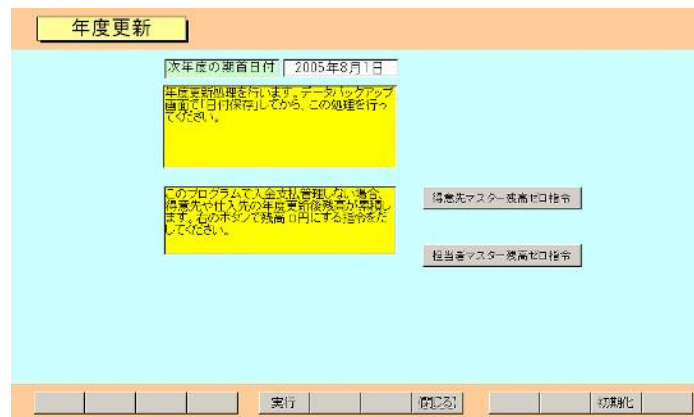 年度更新
次年度の期首日付 2005年8月1日
年度更新処理を行います。データバックアップ
画面で「日付保存」してから、この処理を行っ
てください。
このプログラムで入金支払管理しない場合、
得意先や仕入先の年度更新後残高が累積し
ます。右のボタンで残高0円にする指令をだ
してください。
得意先マスター残高ゼロ指令
担当者マスター残高ゼロ指令
実行 閉じる 初期化